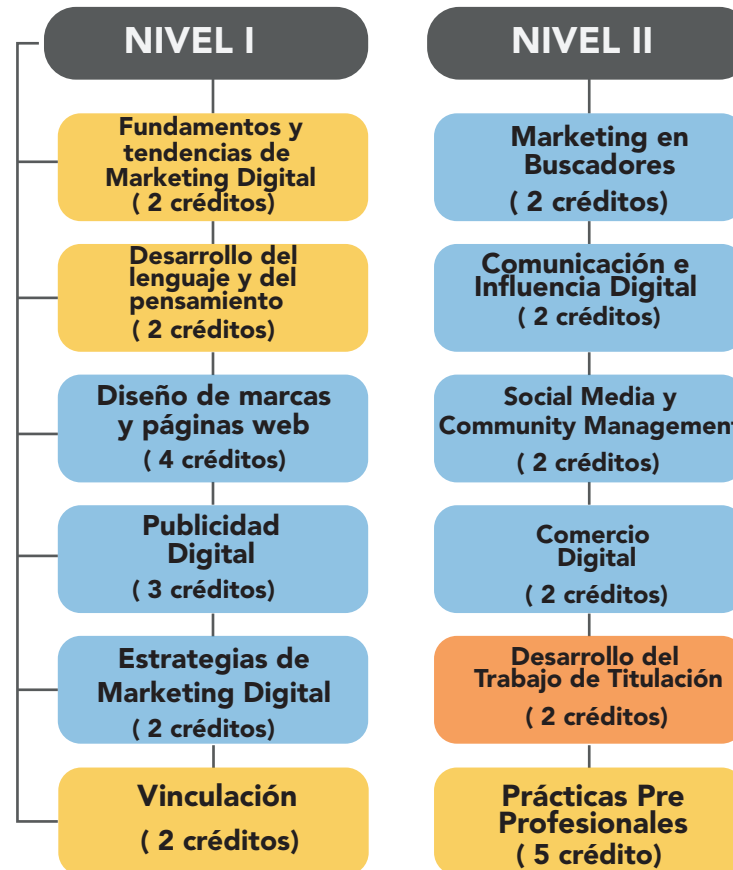 NIVEL I
Fundamentos y
tendencias de
Marketing Digital
( 2 créditos)
Desarrollo del
lenguaje y del
pensamiento
( 2 créditos)
Diseño de marcas
y páginas web
( 4 créditos)
Publicidad
Digital
( 3 créditos)
Estrategias de
Marketing Digital
( 2 créditos)
Vinculación
( 2 créditos)
NIVEL II
Marketing en
Buscadores
( 2 créditos)
Comunicación e
Influencia Digital
( 2 créditos)
Social Media y
Community Management
( 2 créditos)
Comercio
Digital
( 2 créditos)
Desarrollo del
Trabajo de Titulación
( 2 créditos)
Prácticas Pre
Profesionales
( 5 crédito)